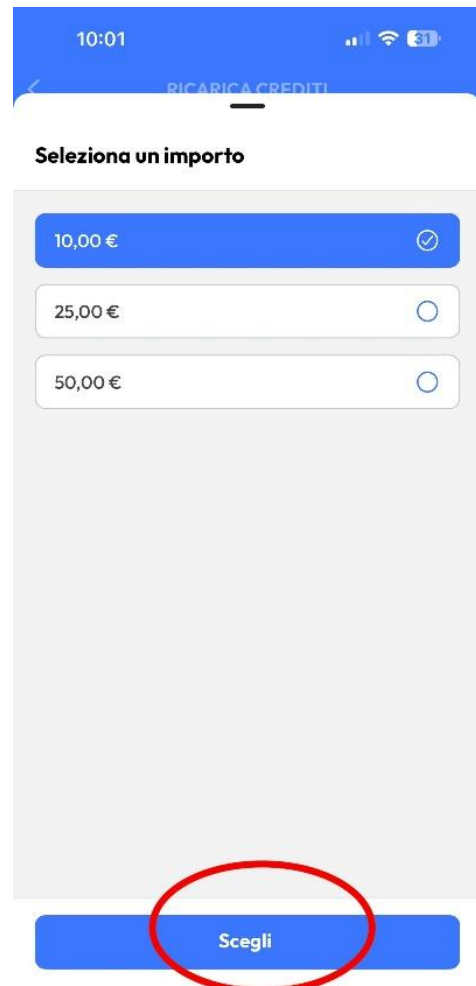 10:01
31
RICARICA CREDITI
Seleziona un importo
10,00 €
25,00 €
50,00 €
Scegli